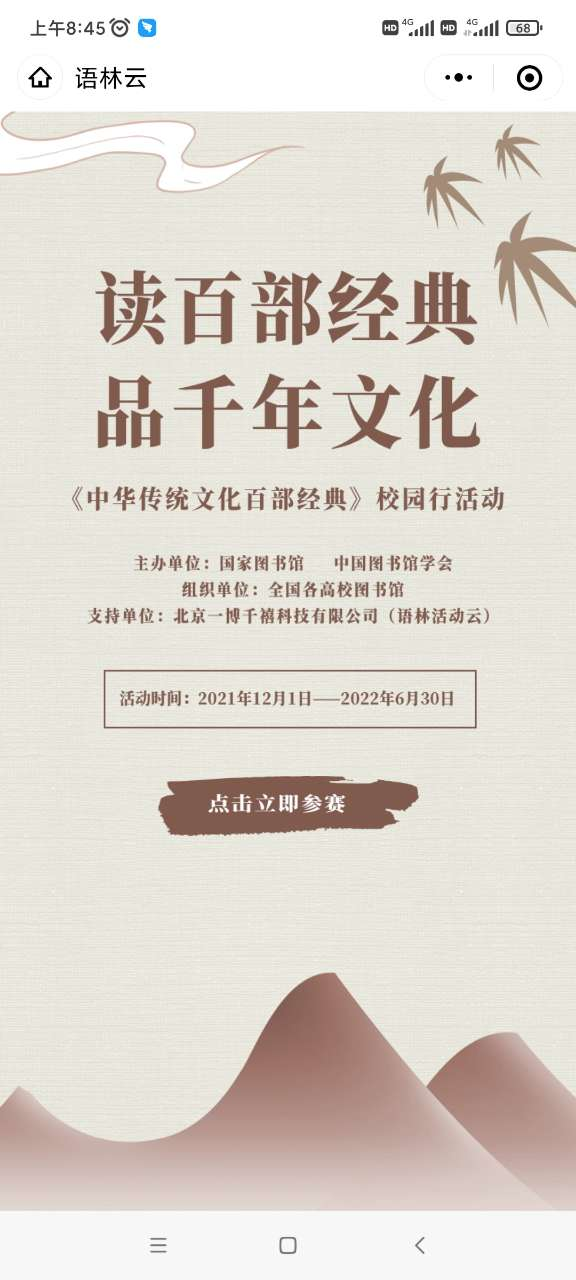 上午8:45
HD 4G HD 4G 68
语林云
读百部经典
品千年文化
《中华传统文化百部经典》校园行活动
主办单位：国家图书馆 中国图书馆学会
组织单位：全国各高校图书馆
支持单位：北京一博千禧科技有限公司（语林活动云）
活动时间：2021年12月1日——2022年6月30日
点击立即参赛